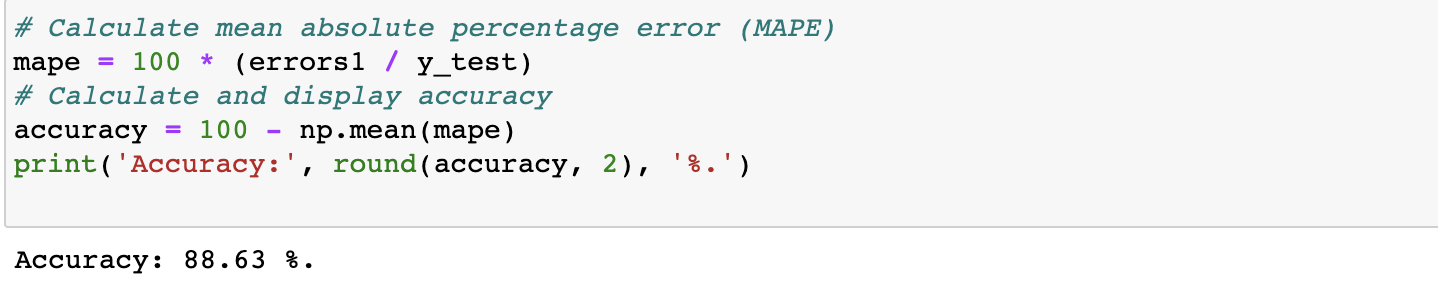 # Calculate mean absolute percentage error (MAPE)
mape = 100 * (errors1 / y_test)
# Calculate and display accuracy
accuracy = 100 - np.mean(mape)
print('Accuracy:', round(accuracy, 2), '%.')
Accuracy: 88.63 %.